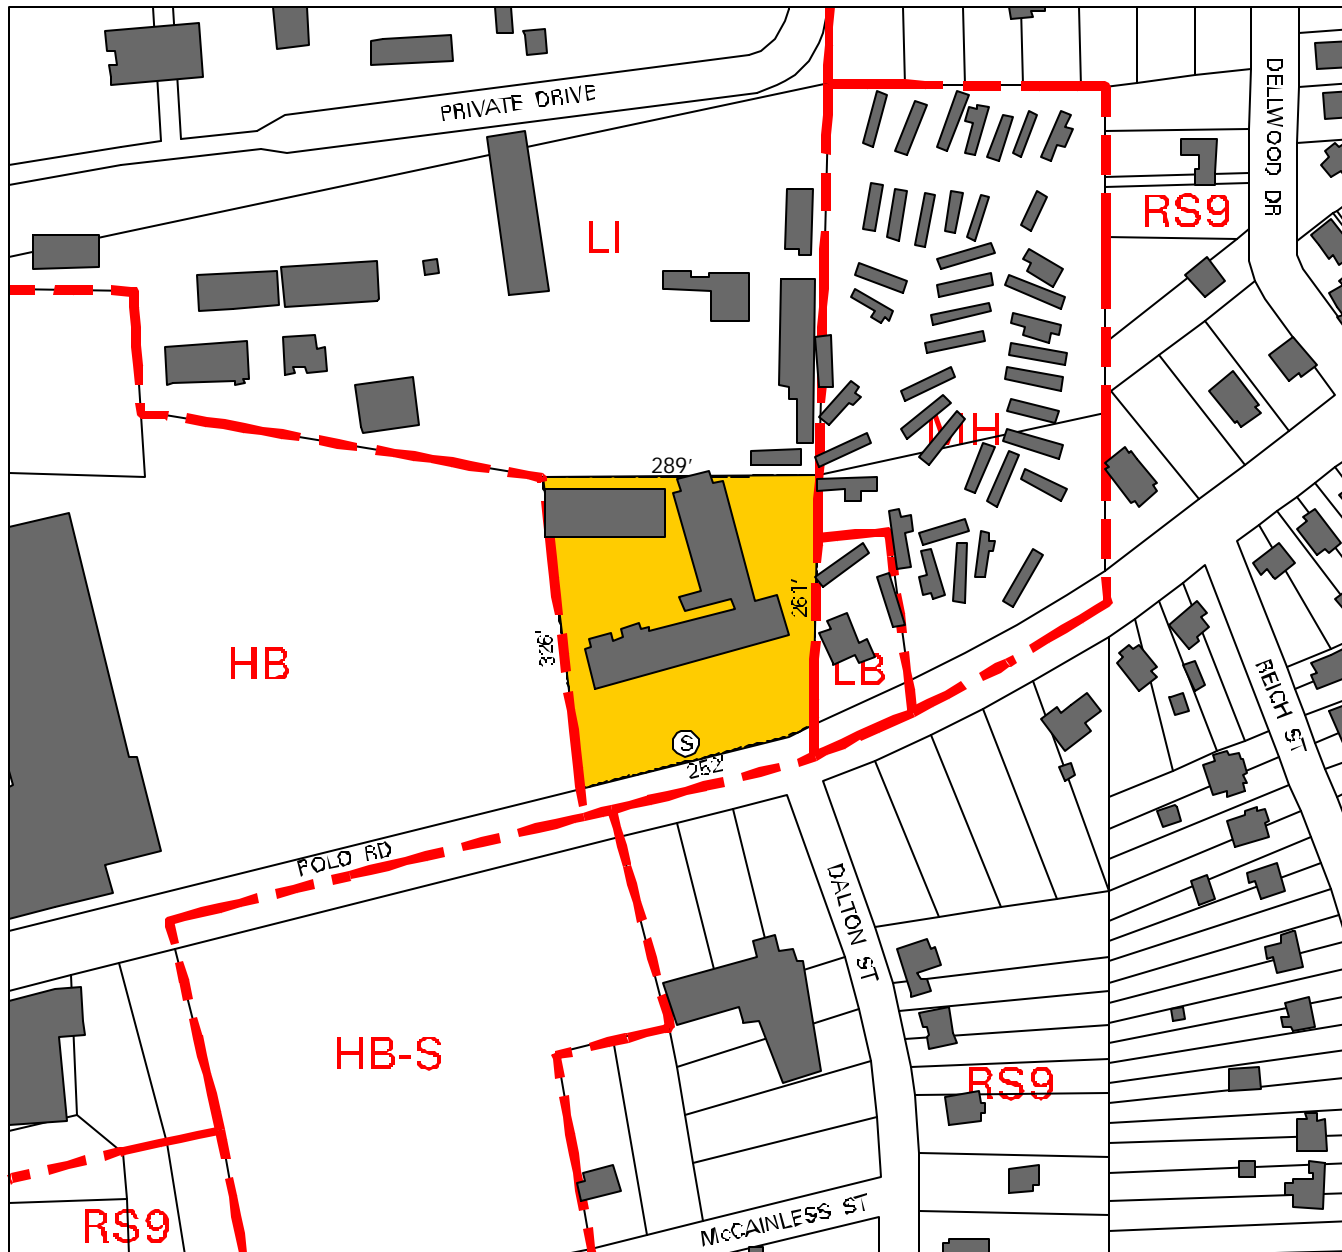 PRIVATE DRIVE
DELLWOOD DR
RS9
LI
MH
289'
261'
326'
HB
LB
REICH ST
S
252'
POLO RD
DALTON ST
HB-S
RS9
RS9
McCAINLESS ST